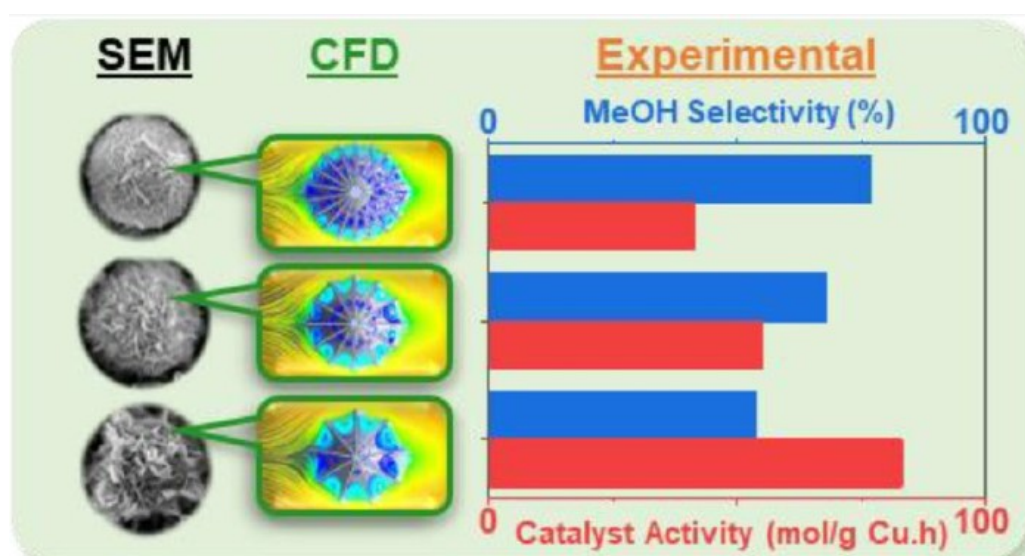 SEM
CFD
Experimental
0 MeOH Selectivity (%) 100
0 Catalyst Activity (mol/g Cu.h) 100